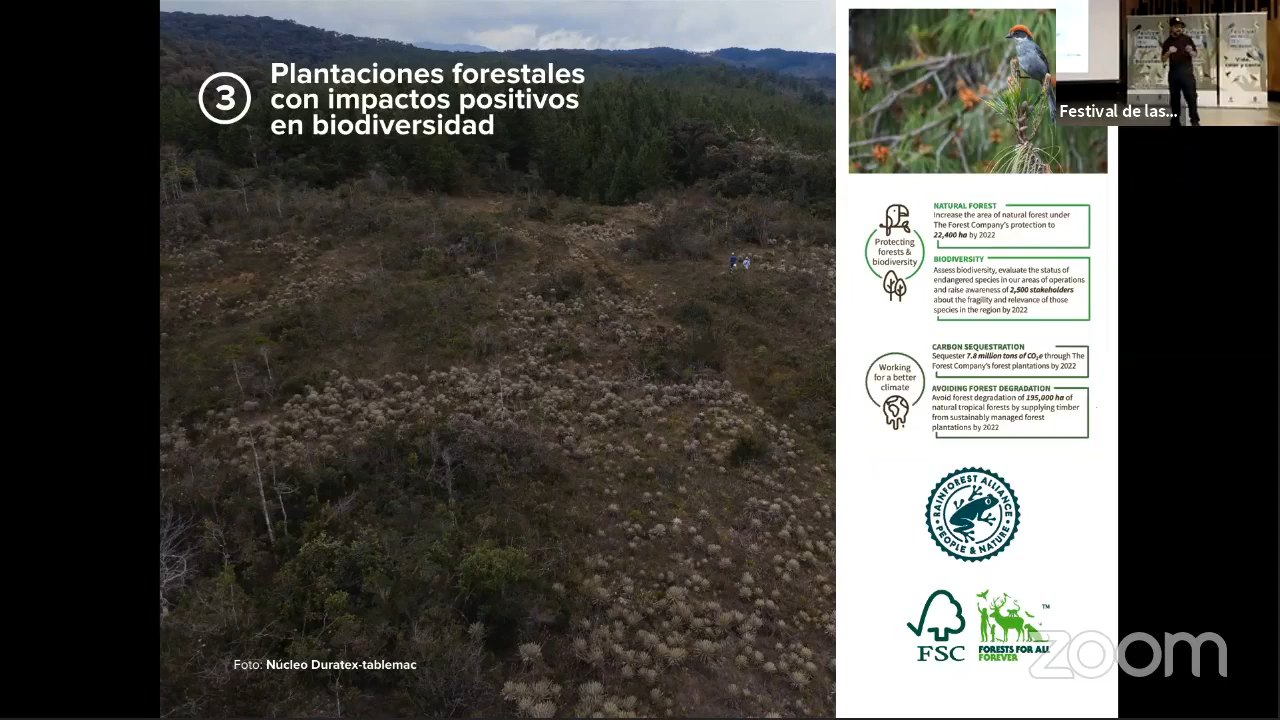 3
Plantaciones forestales
con impactos positivos
en biodiversidad
Foto: Núcleo Duratex-tablemac
Festival de las...
Protecting
forests &
biodiversity
NATURAL FOREST
Increase the area of natural forest under
The Forest Company's protection to
22,400 ha by 2022
BIODIVERSITY
Assess biodiversity, evaluate the status of
endangered species in our areas of operations
and raise awareness of 2,500 stakeholders
about the fragility and relevance of those
species in the region by 2022
Working
for a better
climate
CARBON SEQUESTRATION
Sequester 7.8 million tons of CO₂e through The
Forest Company's forest plantations by 2022
AVOIDING FOREST DEGRADATION
Avoid forest degradation of 195,000 ha of
natural tropical forests by supplying timber
from sustainably managed forest
plantations by 2022
RAINFOREST ALLIANCE
PEOPLE & NATURE
FSC
FORESTS FOR ALL
FOREVER
TM
zoom